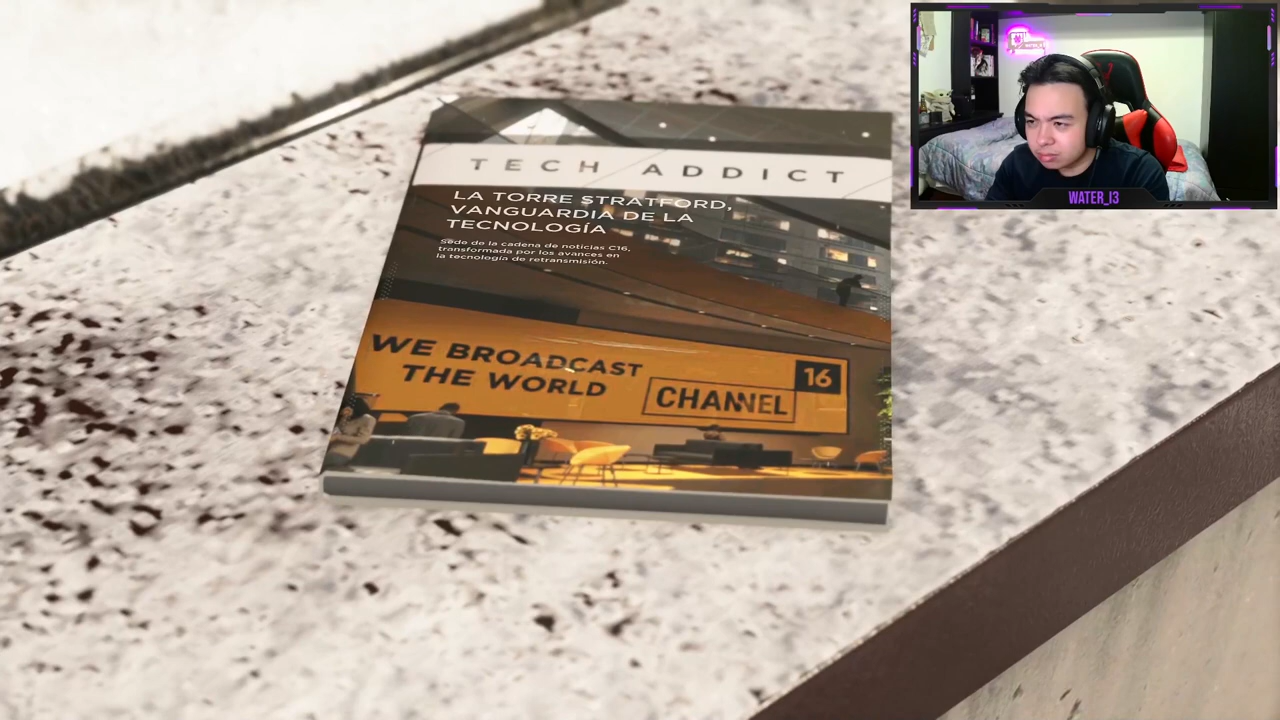 TECH ADDICT
LA TORRE STRATFORD,
VANGUARDIA DE LA
TECNOLOGÍA
Sede de la cadena de noticias C16,
transformada por los avances en
la tecnología de retransmisión.
WE BROADCAST
THE WORLD
CHANNEL
16
WATER_I3